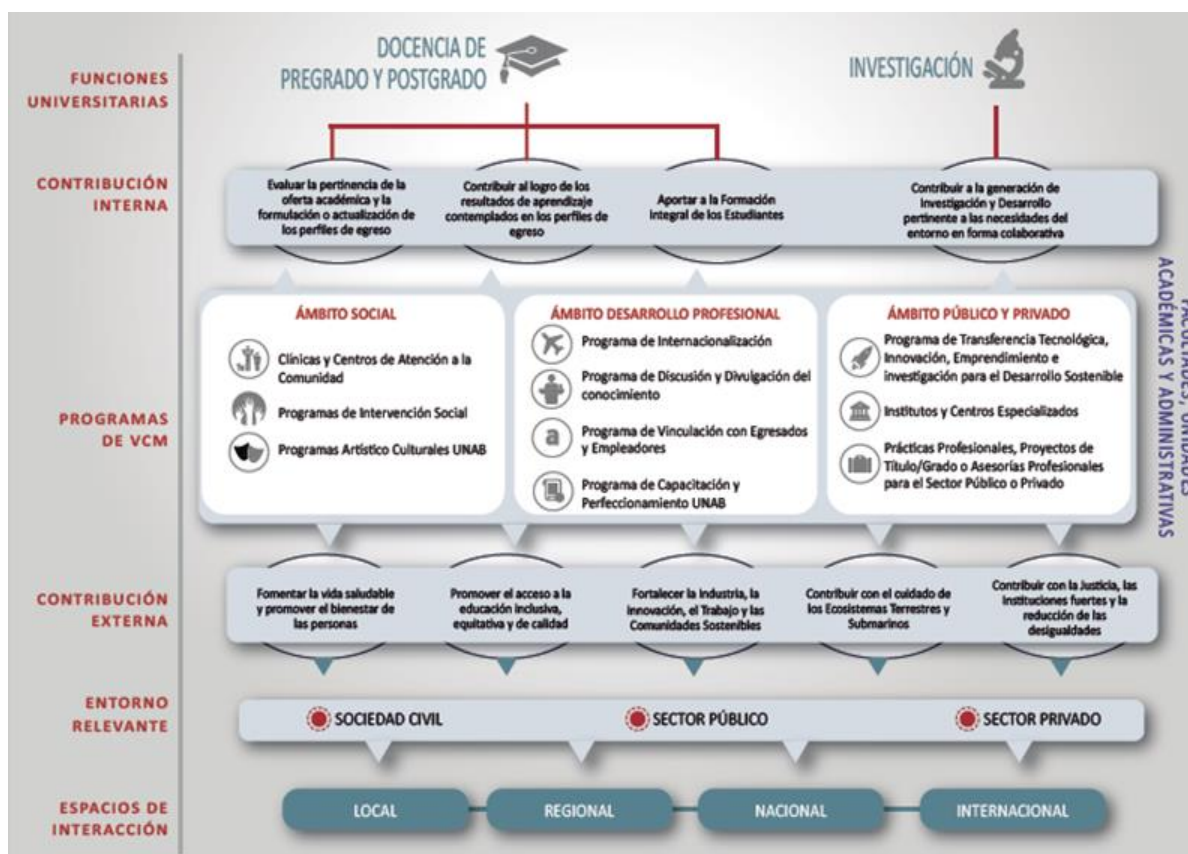 FUNCIONES
UNIVERSITARIAS
DOCENCIA DE
PREGRADO Y POSTGRADO
INVESTIGACIÓN
CONTRIBUCIÓN
INTERNA
Evaluar la pertinencia de la
oferta académica y la
formulación o actualización de
los perfiles de egreso
Contribuir al logro de los
resultados de aprendizaje
contemplados en los perfiles de
egreso
Aportar a la Formación
Integral de los Estudiantes
Contribuir a la generación de
Investigación y Desarrollo
pertinente a las necesidades del
entorno en forma colaborativa
PROGRAMAS
DE VCM
ÁMBITO SOCIAL
Clínicas y Centros de Atención a la
Comunidad
Programas de Intervención Social
Programas Artístico Culturales UNAB
ÁMBITO DESARROLLO PROFESIONAL
Programa de Internacionalización
Programa de Discusión y Divulgación del
conocimiento
a
Programa de Vinculación con Egresados
y Empleadores
Programa de Capacitación y
Perfeccionamiento UNAB
ÁMBITO PÚBLICO Y PRIVADO
Programa de Transferencia Tecnológica,
Innovación, Emprendimiento e
investigación para el Desarrollo Sostenible
Institutos y Centros Especializados
Prácticas Profesionales, Proyectos de
Título/Grado o Asesorías Profesionales
para el Sector Público o Privado
FACULTADES, UNIDADES
ACADÉMICAS Y ADMINISTRATIVAS
CONTRIBUCIÓN
EXTERNA
Fomentar la vida saludable
y promover el bienestar de
las personas
Promover el acceso a la
educación inclusiva,
equitativa y de calidad
Fortalecer la Industria, la
innovación, el Trabajo y las
Comunidades Sostenibles
Contribuir con el cuidado de
los Ecosistemas Terrestres y
Submarinos
Contribuir con la Justicia, las
instituciones fuertes y la
reducción de las
desigualdades
ENTORNO
RELEVANTE
SOCIEDAD CIVIL
SECTOR PÚBLICO
SECTOR PRIVADO
ESPACIOS DE
INTERACCIÓN
LOCAL
REGIONAL
NACIONAL
INTERNACIONAL